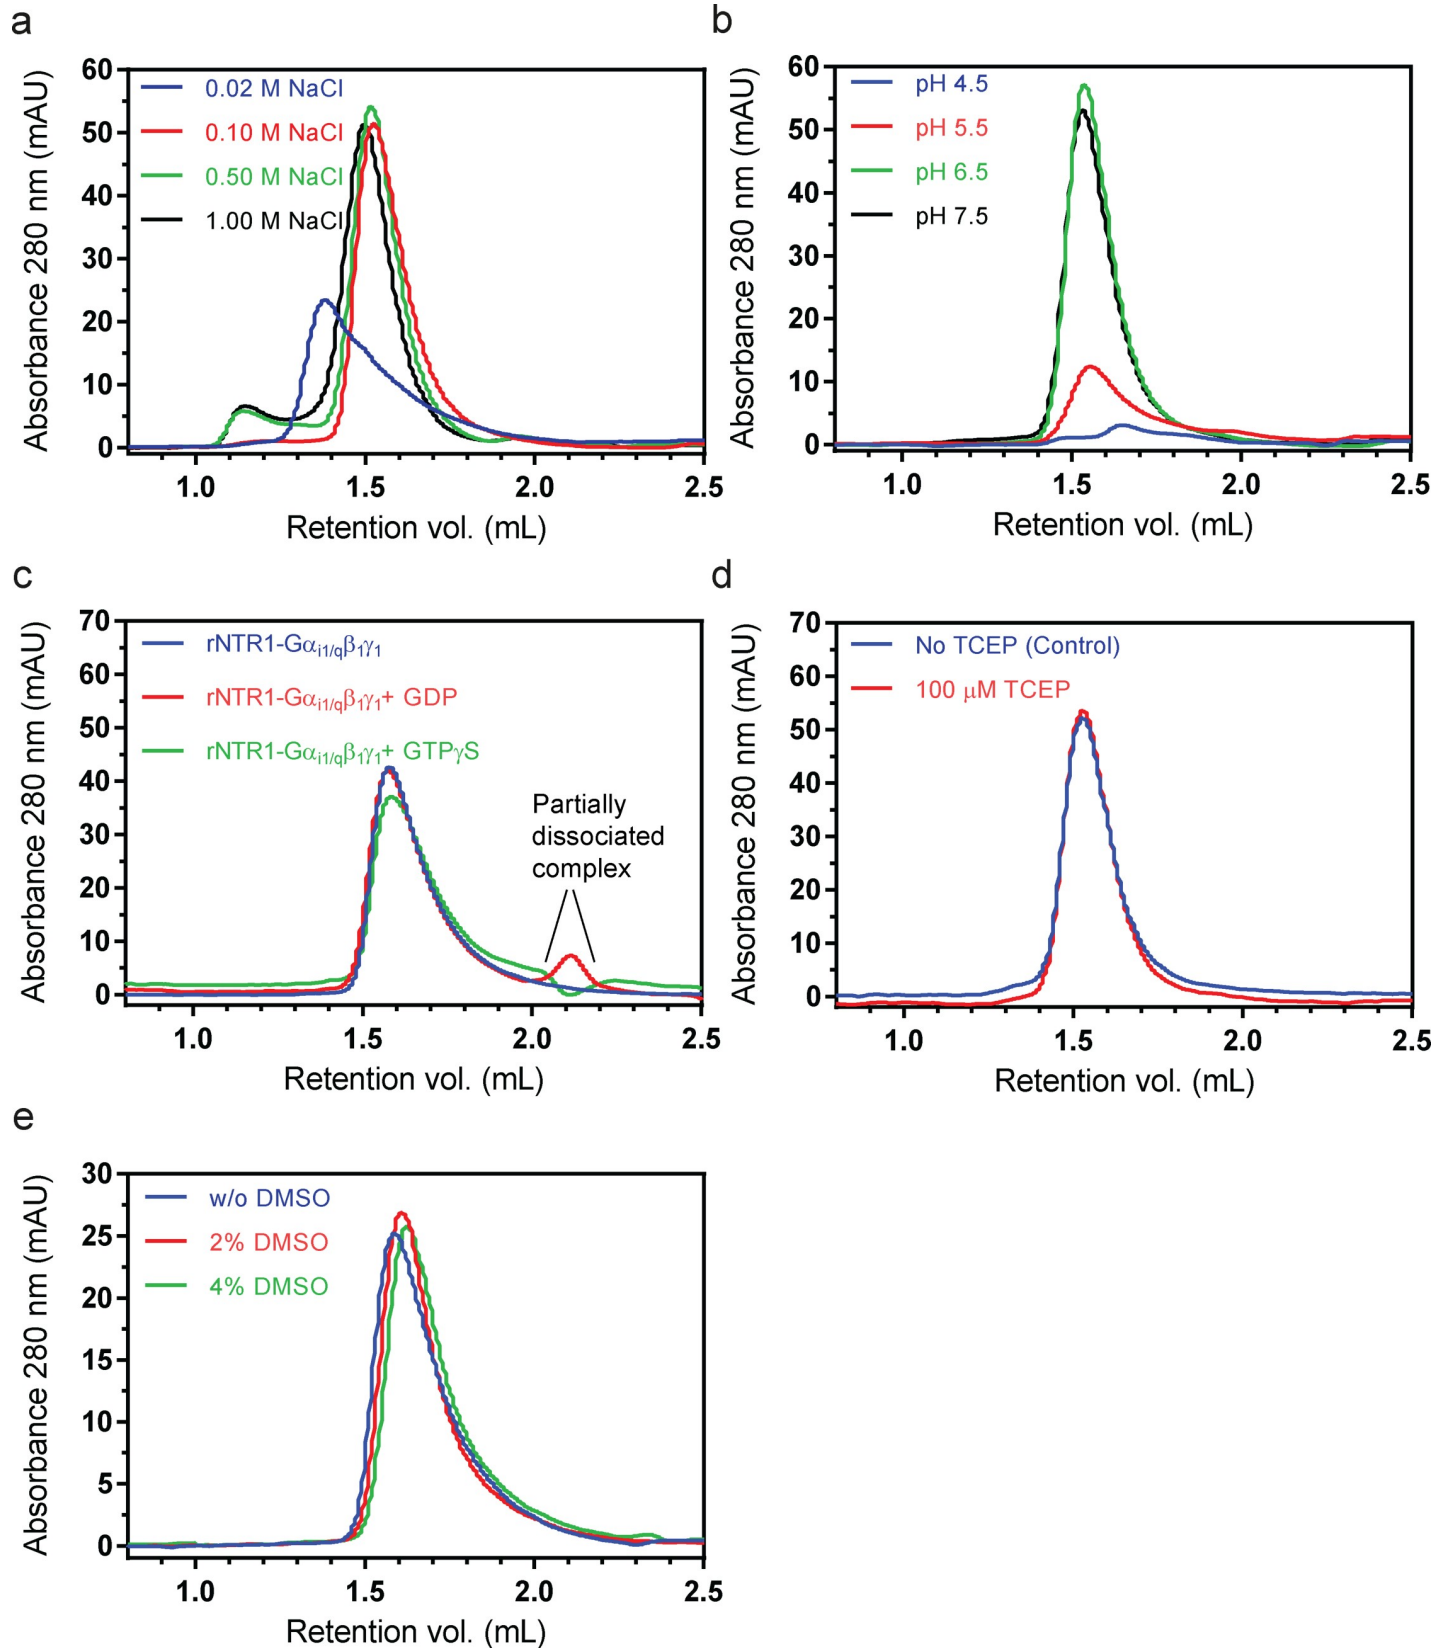 a
60
50
40
30
20
10
0
Absorbance 280 nm (mAU)
0.02 M NaCl
0.10 M NaCl
0.50 M NaCl
1.00 M NaCl
1.0 1.5 2.0 2.5
Retention vol. (mL)
b
60
50
40
30
20
10
0
Absorbance 280 nm (mAU)
pH 4.5
pH 5.5
pH 6.5
pH 7.5
1.0 1.5 2.0 2.5
Retention vol. (mL)
c
70
60
50
40
30
20
10
0
Absorbance 280 nm (mAU)
rNTR1-Gαi1/qβ1γ1
rNTR1-Gαi1/qβ1γ1+ GDP
rNTR1-Gαi1/qβ1γ1+ GTPγS
Partially
dissociated
complex
1.0 1.5 2.0 2.5
Retention vol. (mL)
d
70
60
50
40
30
20
10
0
Absorbance 280 nm (mAU)
No TCEP (Control)
100 μM TCEP
1.0 1.5 2.0 2.5
Retention vol. (mL)
e
30
25
20
15
10
5
0
Absorbance 280 nm (mAU)
w/o DMSO
2% DMSO
4% DMSO
1.0 1.5 2.0 2.5
Retention vol. (mL)